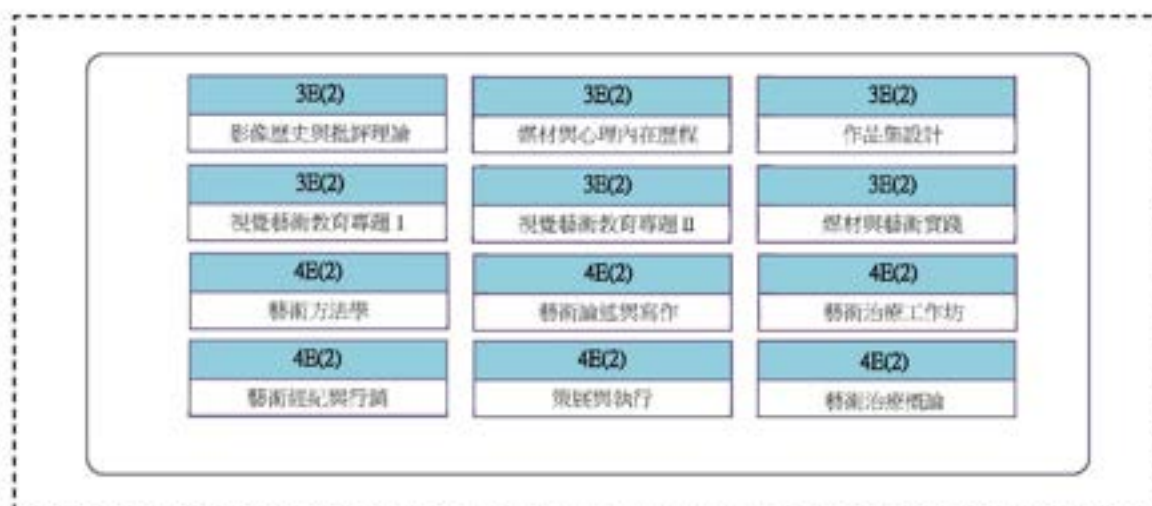 3E(2) 3E(2) 3E(2)
影像歷史與批評理論 媒材與心理內在歷程 作品集設計
3E(2) 3E(2) 3E(2)
視覺藝術教育專題 I 視覺藝術教育專題 II 媒材與藝術實踐
4E(2) 4E(2) 4E(2)
藝術方法學 藝術論述與寫作 藝術治療工作坊
4E(2) 4E(2) 4E(2)
藝術經紀與行銷 策展與執行 藝術治療概論